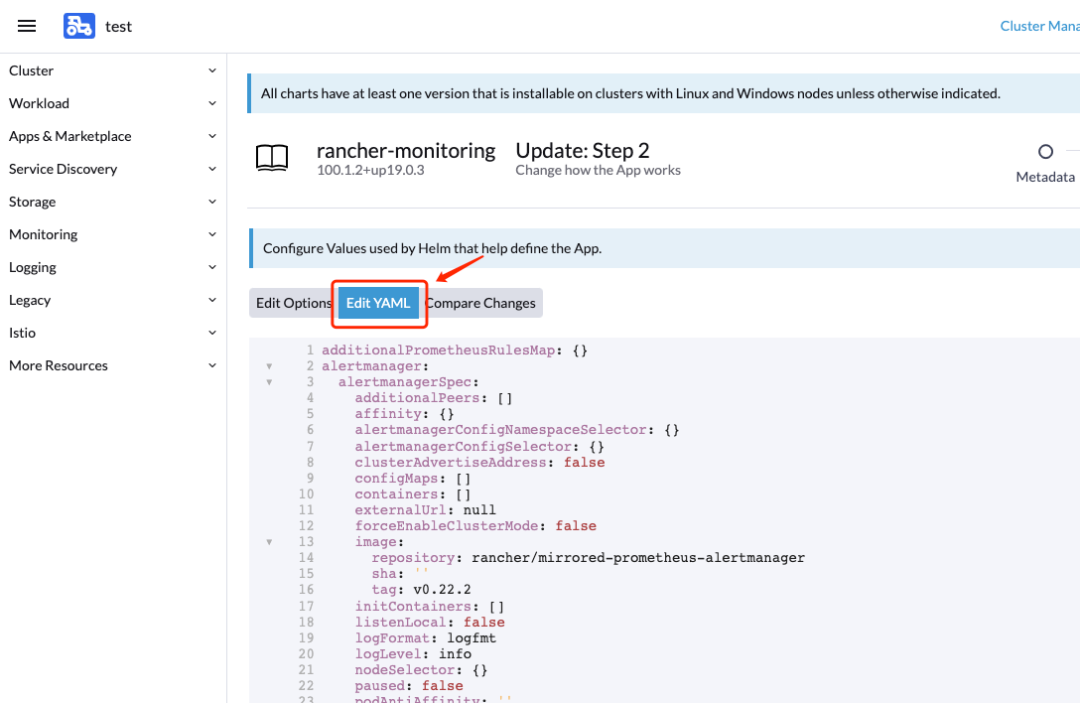 test
Cluster Mana
Cluster
Workload
Apps & Marketplace
Service Discovery
Storage
Monitoring
Logging
Legacy
Istio
More Resources
All charts have at least one version that is installable on clusters with Linux and Windows nodes unless otherwise indicated.
rancher-monitoring
100.1.2+up19.0.3
Update: Step 2
Change how the App works
Metadata
Configure Values used by Helm that help define the App.
Edit Options
Edit YAML
Compare Changes
1 additionalPrometheusRulesMap: {}
2 alertmanager:
3   alertmanagerSpec:
4     additionalPeers: []
5     affinity: {}
6     alertmanagerConfigNamespaceSelector: {}
7     alertmanagerConfigSelector: {}
8     clusterAdvertiseAddress: false
9     configMaps: []
10     containers: []
11     externalUrl: null
12     forceEnableClusterMode: false
13     image:
14       repository: rancher/mirrored-prometheus-alertmanager
15       sha: ''
16       tag: v0.22.2
17     initContainers: []
18     listenLocal: false
19     logFormat: logfmt
20     logLevel: info
21     nodeSelector: {}
22     paused: false
23     podAntiAffinity: ''